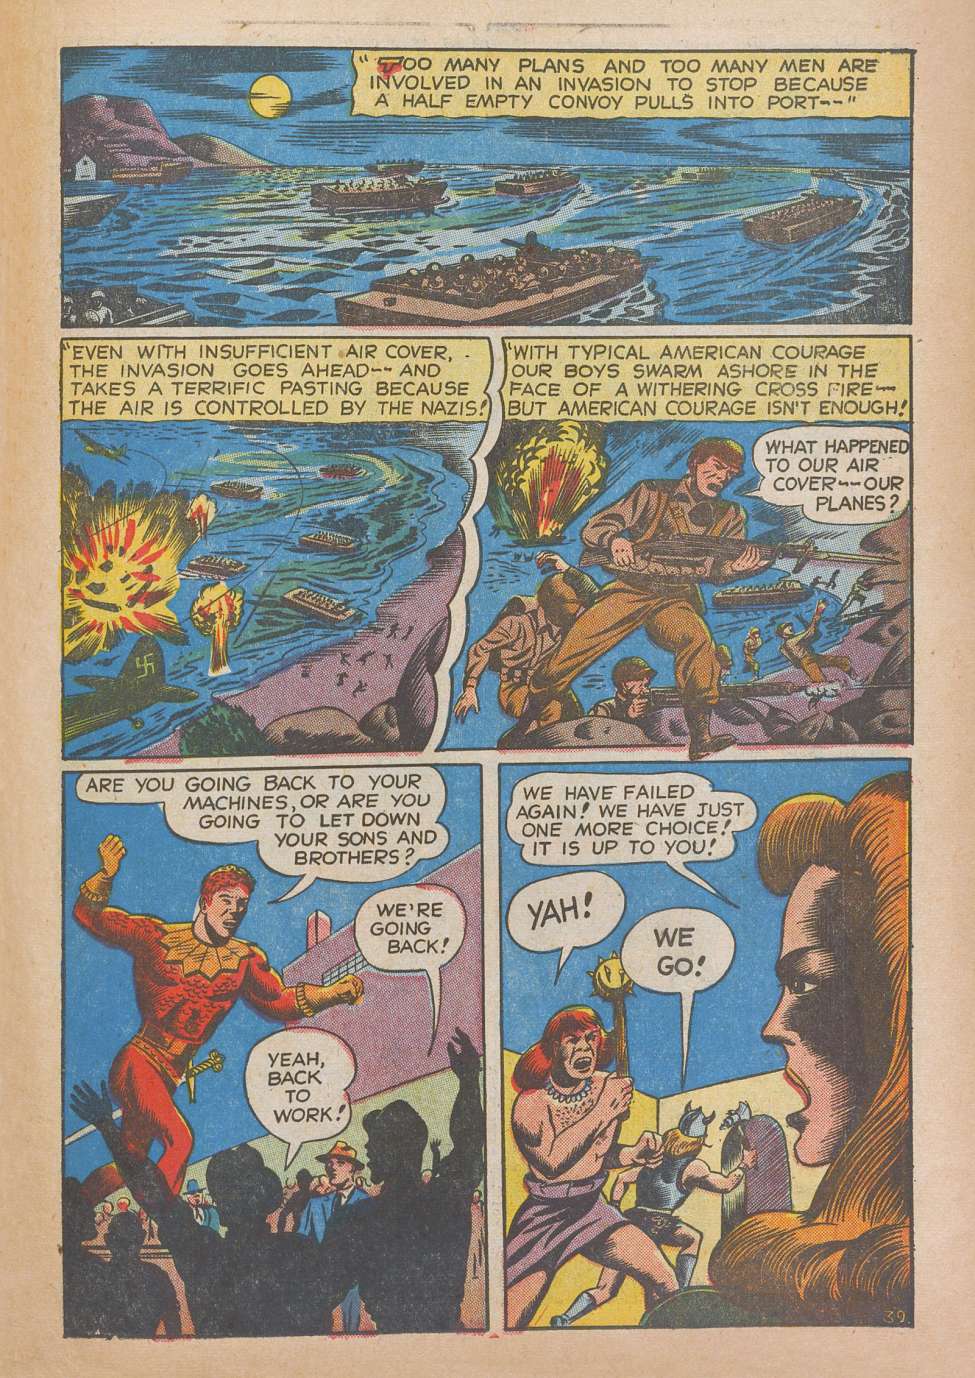 "TOO MANY PLANS AND TOO MANY MEN ARE
INVOLVED IN AN INVASION TO STOP BECAUSE
A HALF EMPTY CONVOY PULLS INTO PORT--"
"EVEN WITH INSUFFICIENT AIR COVER,
THE INVASION GOES AHEAD-- AND
TAKES A TERRIFIC PASTING BECAUSE
THE AIR IS CONTROLLED BY THE NAZIS!
"WITH TYPICAL AMERICAN COURAGE
OUR BOYS SWARM ASHORE IN THE
FACE OF A WITHERING CROSS FIRE--
BUT AMERICAN COURAGE ISN'T ENOUGH!
WHAT HAPPENED
TO OUR AIR
COVER--OUR
PLANES?
ARE YOU GOING BACK TO YOUR
MACHINES, OR ARE YOU
GOING TO LET DOWN
YOUR SONS AND
BROTHERS?
WE'RE
GOING
BACK!
YEAH,
BACK
TO
WORK!
WE HAVE FAILED
AGAIN! WE HAVE JUST
ONE MORE CHOICE!
IT IS UP TO YOU!
YAH!
WE
GO!
39